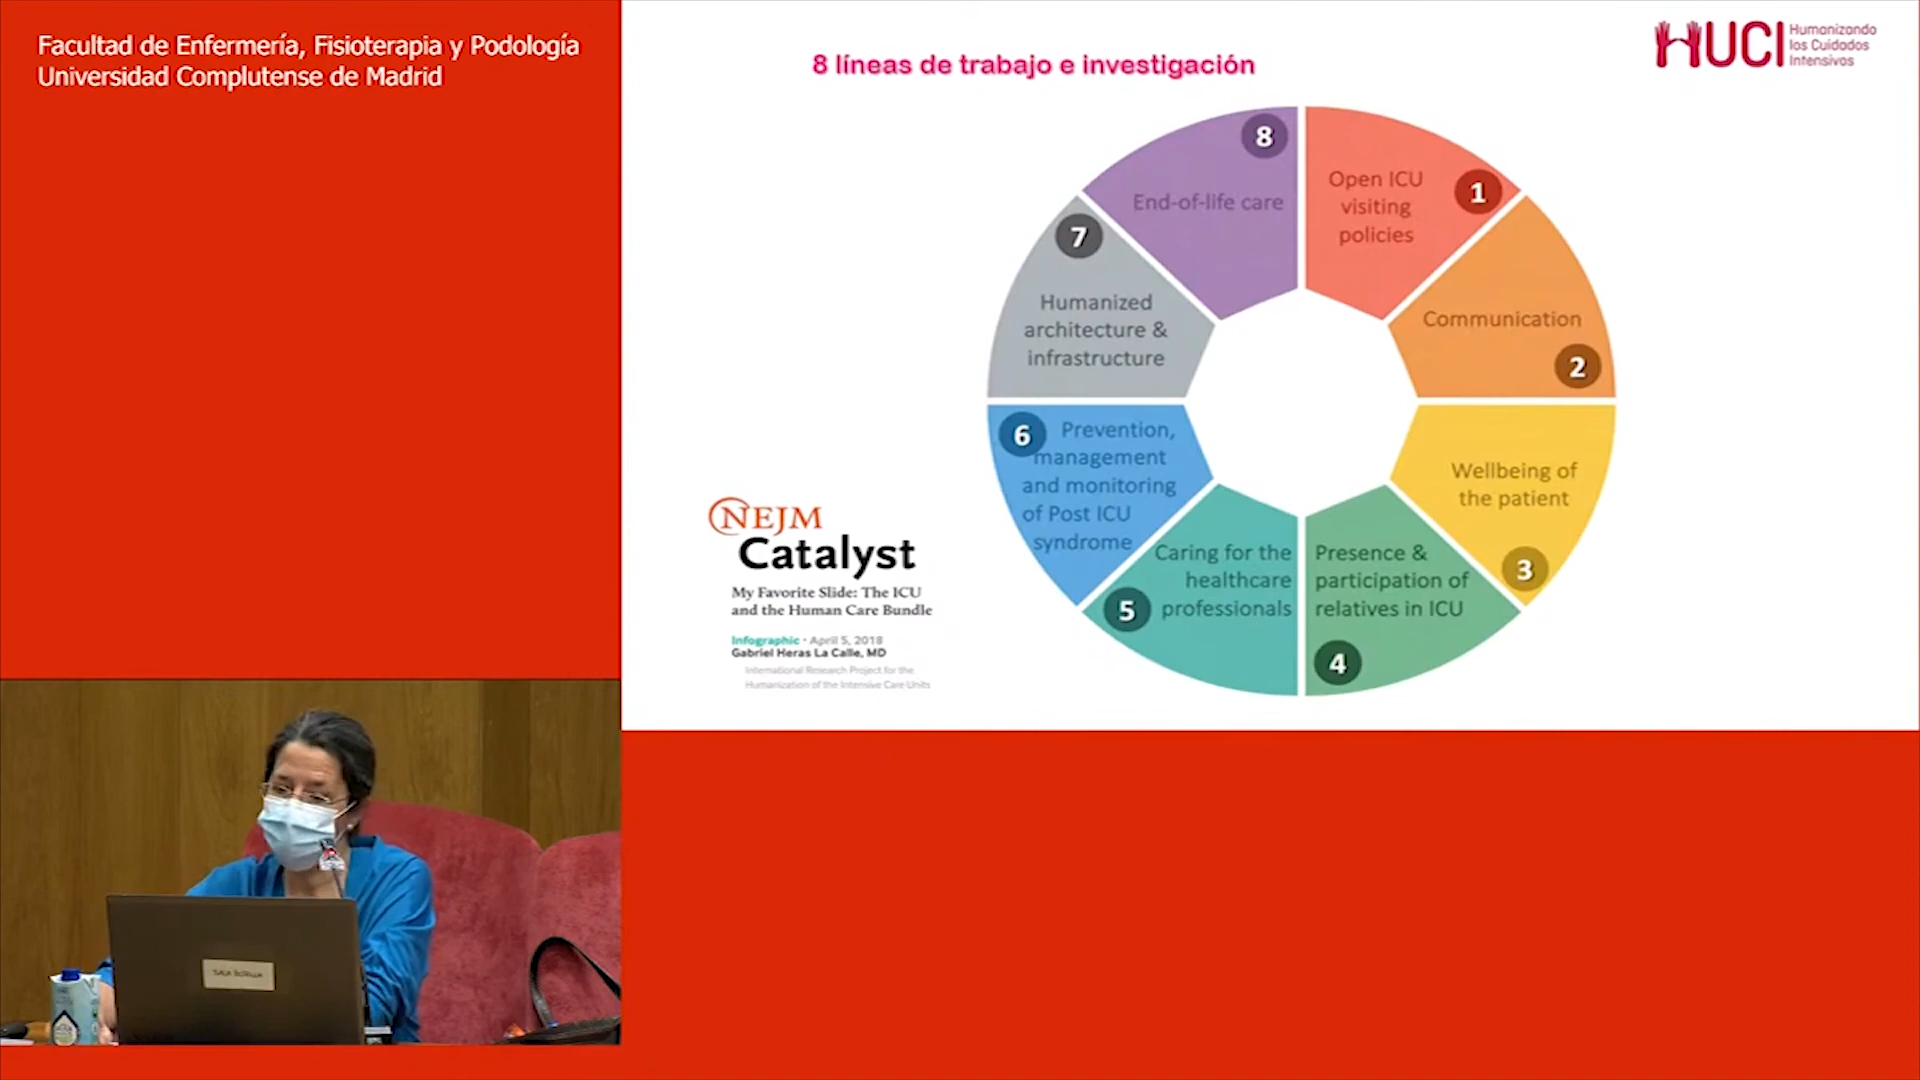 Facultad de Enfermería, Fisioterapia y Podología
Universidad Complutense de Madrid
8 líneas de trabajo e investigación
HUCI
Humanizando
los Cuidados
Intensivos
1
Open ICU
visiting
policies
2
Communication
3
Wellbeing of
the patient
4
Presence &
participation of
relatives in ICU
5
Caring for the
healthcare
professionals
6
Prevention,
management
and monitoring
of Post ICU
syndrome
7
Humanized
architecture &
infrastructure
8
End-of-life care
NEJM
Catalyst
My Favorite Slide: The ICU
and the Human Care Bundle
Infographic · April 5, 2018
Gabriel Heras La Calle, MD
International Research Project for the
Humanization of the Intensive Care Units
SALA